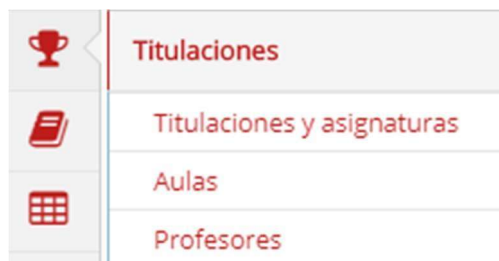 Titulaciones
Titulaciones y asignaturas
Aulas
Profesores